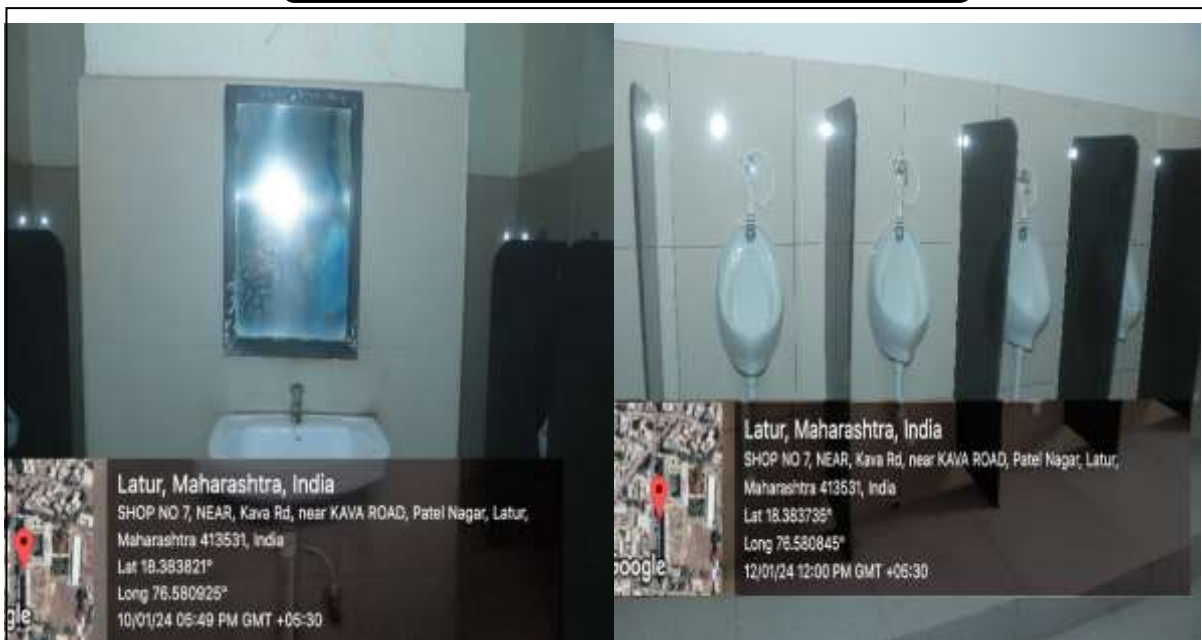 Latur, Maharashtra, India
SHOP NO 7, NEAR, Kava Rd, near KAVA ROAD, Patel Nagar, Latur,
Maharashtra 413531, India
Lat 18.383821°
Long 76.580925°
10/01/24 05:49 PM GMT +05:30
Latur, Maharashtra, India
SHOP NO 7, NEAR, Kava Rd, near KAVA ROAD, Patel Nagar, Latur,
Maharashtra 413531, India
Lat 18.383735°
Long 76.580845°
12/01/24 12:00 PM GMT +05:30